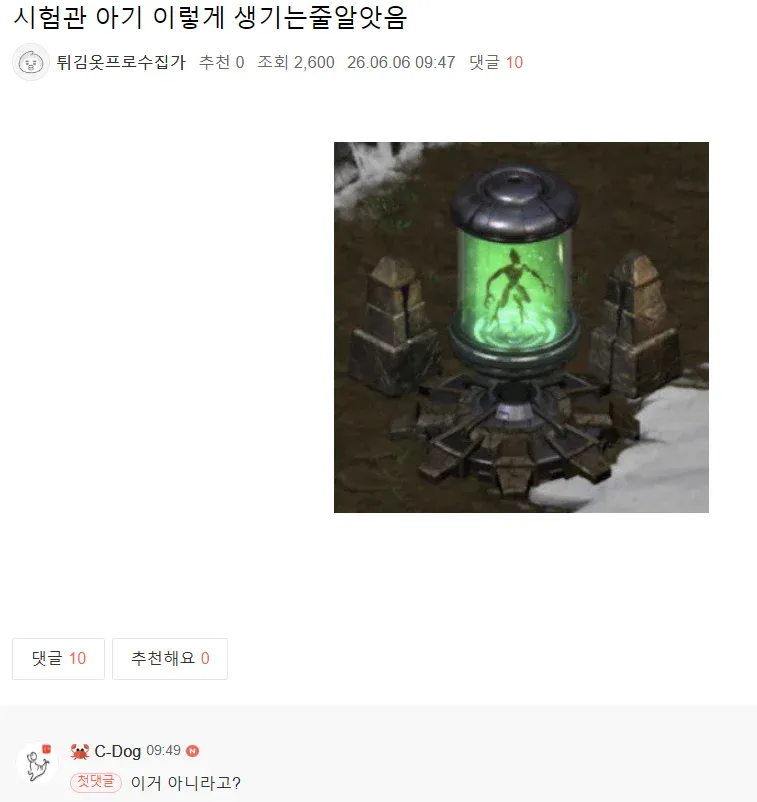 시험관 아기 이렇게 생기는줄알앗음
튀김옷프로수집가 추천 0 조회 2,600 26.06.06 09:47 댓글 10
댓글 10 추천해요 0
C-Dog 09:49 N
첫댓글 이거 아니라고?